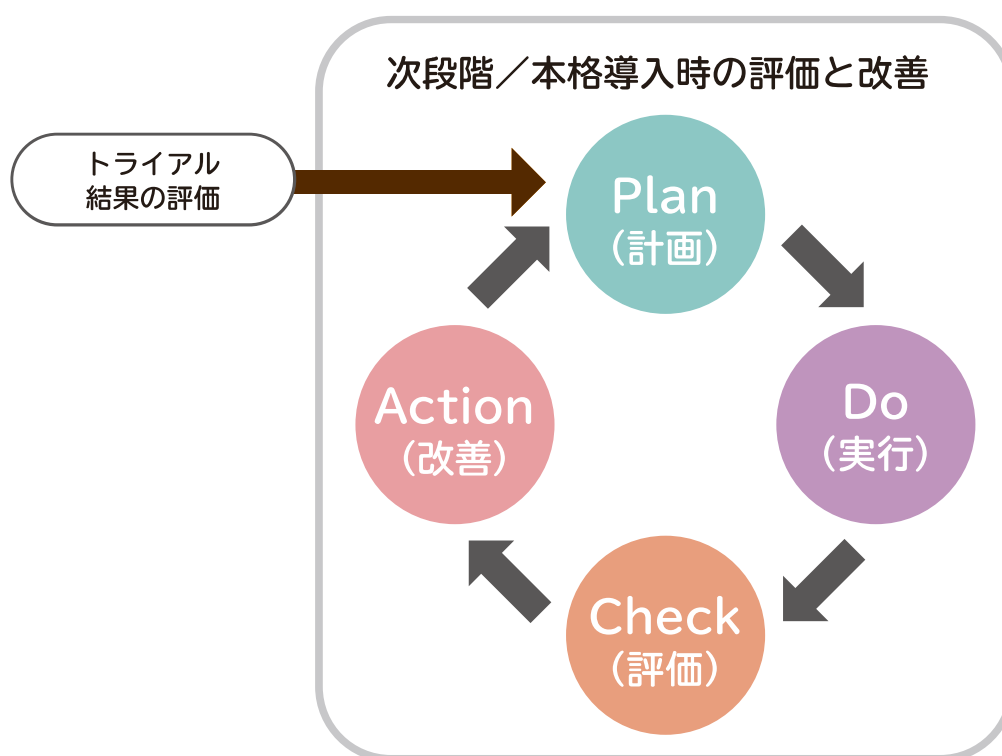 次段階／本格導入時の評価と改善
トライアル
結果の評価
Plan
（計画）
Do
（実行）
Check
（評価）
Action
（改善）